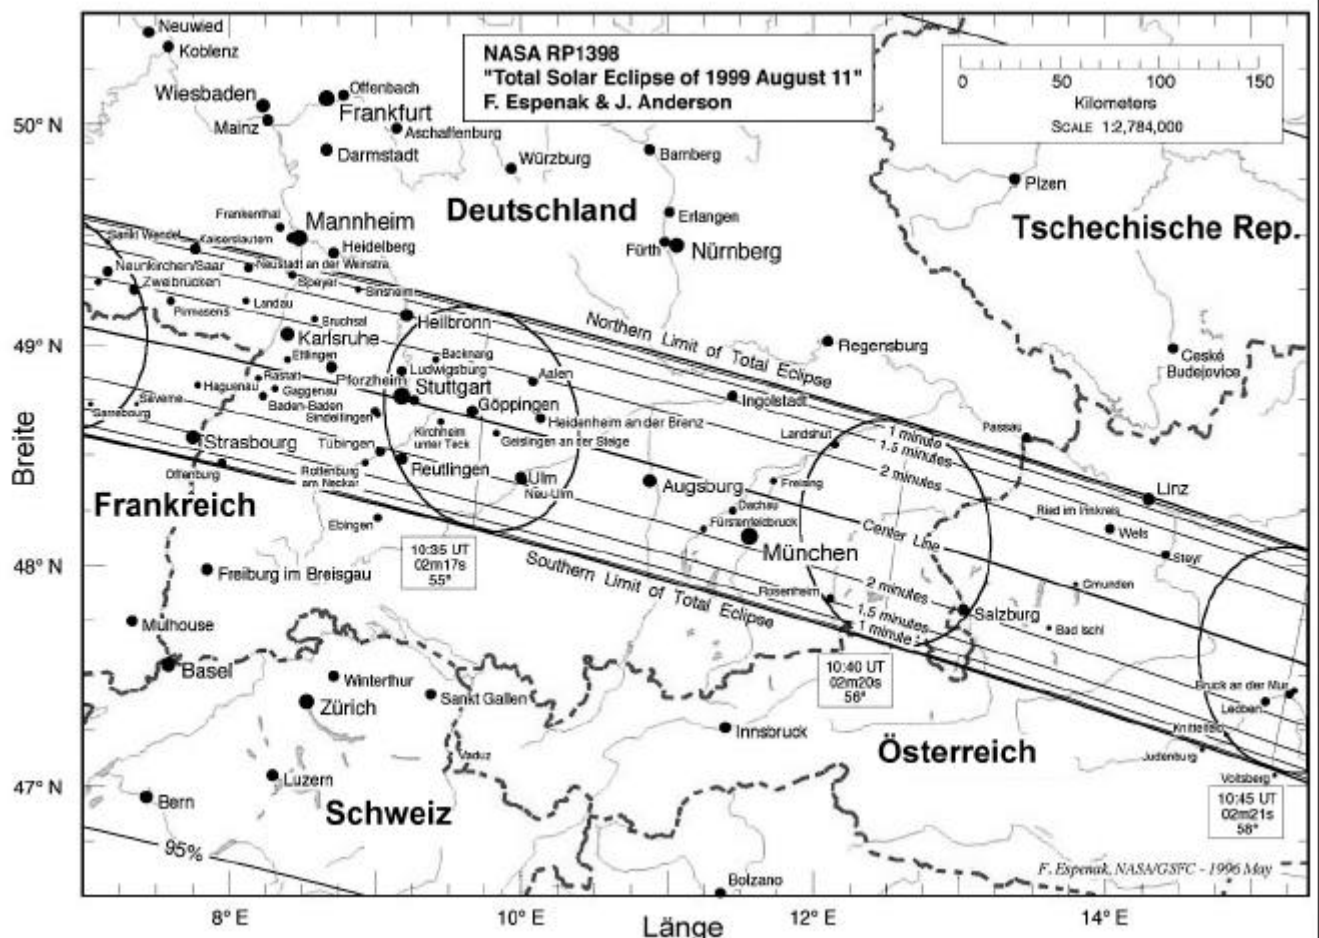 NASA RP1398
"Total Solar Eclipse of 1999 August 11"
F. Espenak & J. Anderson
0 50 100 150
Kilometers
SCALE 1:2,784,000
Neuwied
Koblenz
Wiesbaden
Offenbach
Frankfurt
Mainz
Aschaffenburg
50° N
Darmstadt
Würzburg
Bamberg
Plzen
Deutschland
Tschechische Rep.
Frankenthal
Mannheim
Erlangen
Sankt Wendel
Kaiserslautern
Heidelberg
Fürth
Nürnberg
Neunkirchen/Saar
Neustadt an der Weinstra
Zweibrücken
Speyer
Sinsheim
Pirmasens
Landau
Bruchsal
Heilbronn
Northern Limit of Total Eclipse
Karlsruhe
49° N
Regensburg
Ceské
Budejovice
Ettlingen
Backnang
Ludwigsburg
Aalen
Rastatt
Pforzheim
Stuttgart
Haguenau
Gaggenau
Saverne
Baden-Baden
Göppingen
Ingolstadt
Sarrebourg
Sindelfingen
Heidenheim an der Brenz
Kirchheim
unter Teck
Geislingen an der Steige
Landshut
1 minute
1.5 minutes
2 minutes
Passau
Strasbourg
Tübingen
Reutlingen
Offenburg
Rottenburg
am Neckar
Ulm
Neu-Ulm
Augsburg
Freising
Linz
Breite
Frankreich
Ebingen
Dachau
Fürstenfeldbruck
Center Line
Ried im Innkreis
Wels
München
Steyr
10:35 UT
02m17s
55°
Southern Limit of Total Eclipse
48° N
Freiburg im Breisgau
Rosenheim
2 minutes
1.5 minutes
1 minute
Gmunden
Salzburg
Bad Ischl
Mulhouse
Basel
10:40 UT
02m20s
56°
Winterthur
Sankt Gallen
Bruck an der Mur
Zürich
Leoben
Innsbruck
Knittelfeld
Österreich
Vaduz
Judenburg
Luzern
Voitsberg
47° N
Bern
Schweiz
10:45 UT
02m21s
58°
95%
Bolzano
F. Espenak, NASA/GSFC - 1996 May
8° E
10° E
12° E
14° E
Länge